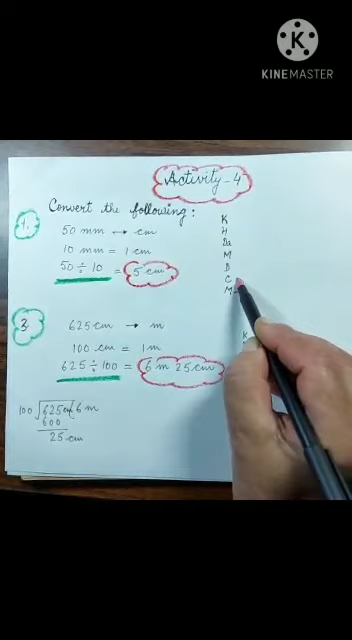 K
KINEMASTER
Activity - 4
Convert the following:
1. 50 mm → cm
10 mm = 1 cm
50 ÷ 10 = 5 cm
3. 625 cm → m
100 cm = 1 m
625 ÷ 100 = 6 m 25 cm
100 625 cm 6 m
600
25 cm
K
H
Da
M
D
C
M
K